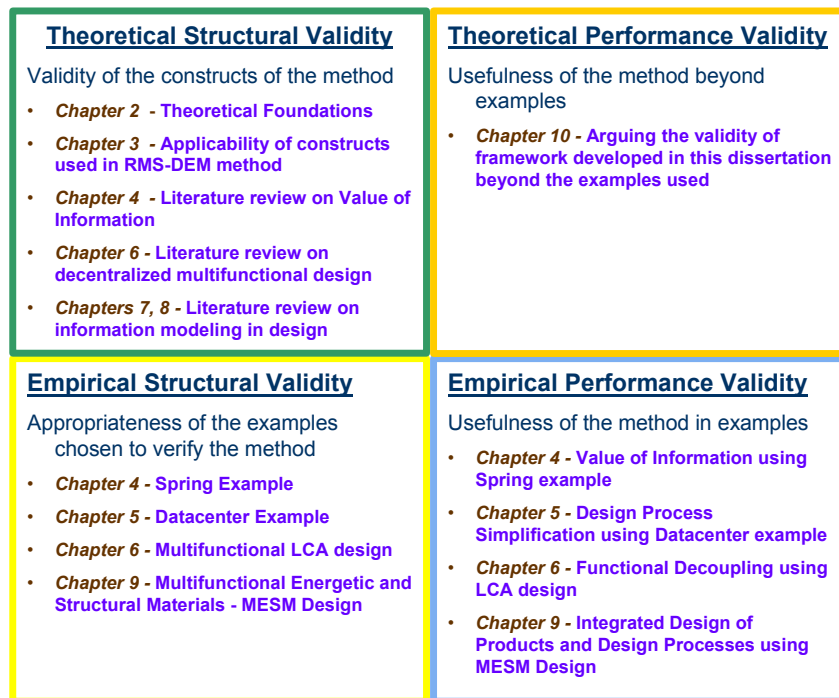 Theoretical Structural Validity
Validity of the constructs of the method
• Chapter 2 - Theoretical Foundations
• Chapter 3 - Applicability of constructs
used in RMS-DEM method
• Chapter 4 - Literature review on Value of
Information
• Chapter 6 - Literature review on
decentralized multifunctional design
• Chapters 7, 8 - Literature review on
information modeling in design
Theoretical Performance Validity
Usefulness of the method beyond
examples
• Chapter 10 - Arguing the validity of
framework developed in this dissertation
beyond the examples used
Empirical Structural Validity
Appropriateness of the examples
chosen to verify the method
• Chapter 4 - Spring Example
• Chapter 5 - Datacenter Example
• Chapter 6 - Multifunctional LCA design
• Chapter 9 - Multifunctional Energetic and
Structural Materials - MESM Design
Empirical Performance Validity
Usefulness of the method in examples
• Chapter 4 - Value of Information using
Spring example
• Chapter 5 - Design Process
Simplification using Datacenter example
• Chapter 6 - Functional Decoupling using
LCA design
• Chapter 9 - Integrated Design of
Products and Design Processes using
MESM Design